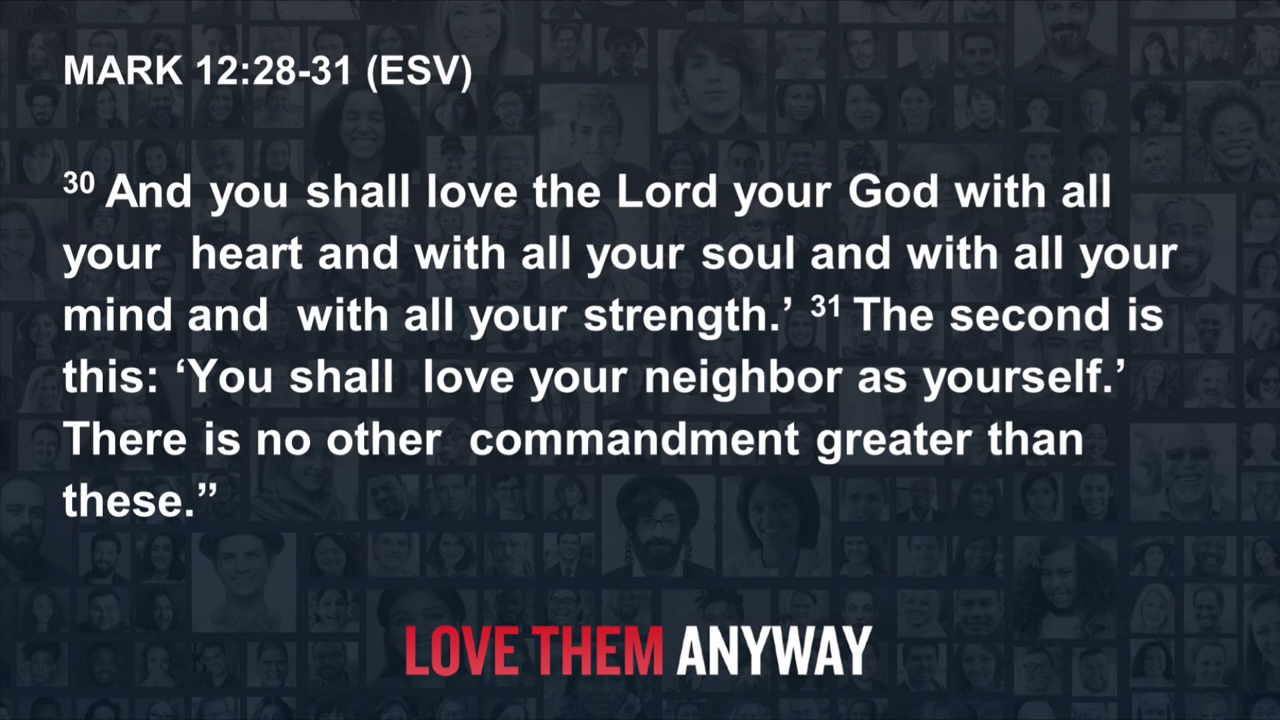 MARK 12:28-31 (ESV)
30 And you shall love the Lord your God with all
your  heart and with all your soul and with all your
mind and  with all your strength.’ 31 The second is
this: ‘You shall  love your neighbor as yourself.’
There is no other  commandment greater than
these.”
LOVE THEM ANYWAY